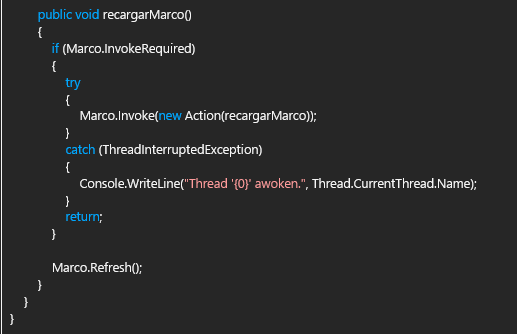 public void recargarMarco()
{
if (Marco.InvokeRequired)
{
try
{
Marco.Invoke(new Action(recargarMarco));
}
catch (ThreadInterruptedException)
{
Console.WriteLine("Thread '{0}' awoken.", Thread.CurrentThread.Name);
}
return;
}
Marco.Refresh();
}
}
}